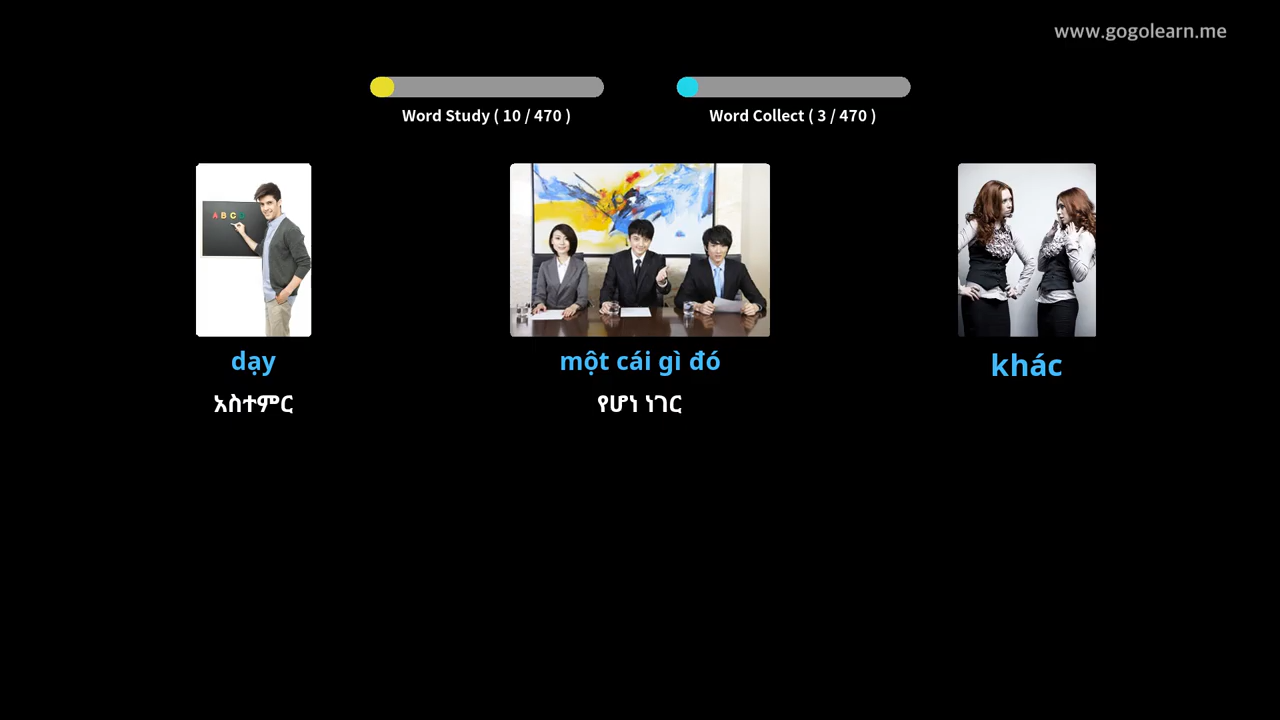 www.gogolearn.me
Word Study ( 10 / 470 )
Word Collect ( 3 / 470 )
A B C
dạy
một cái gì đó
khác
አስተምር
የሆነ ነገር